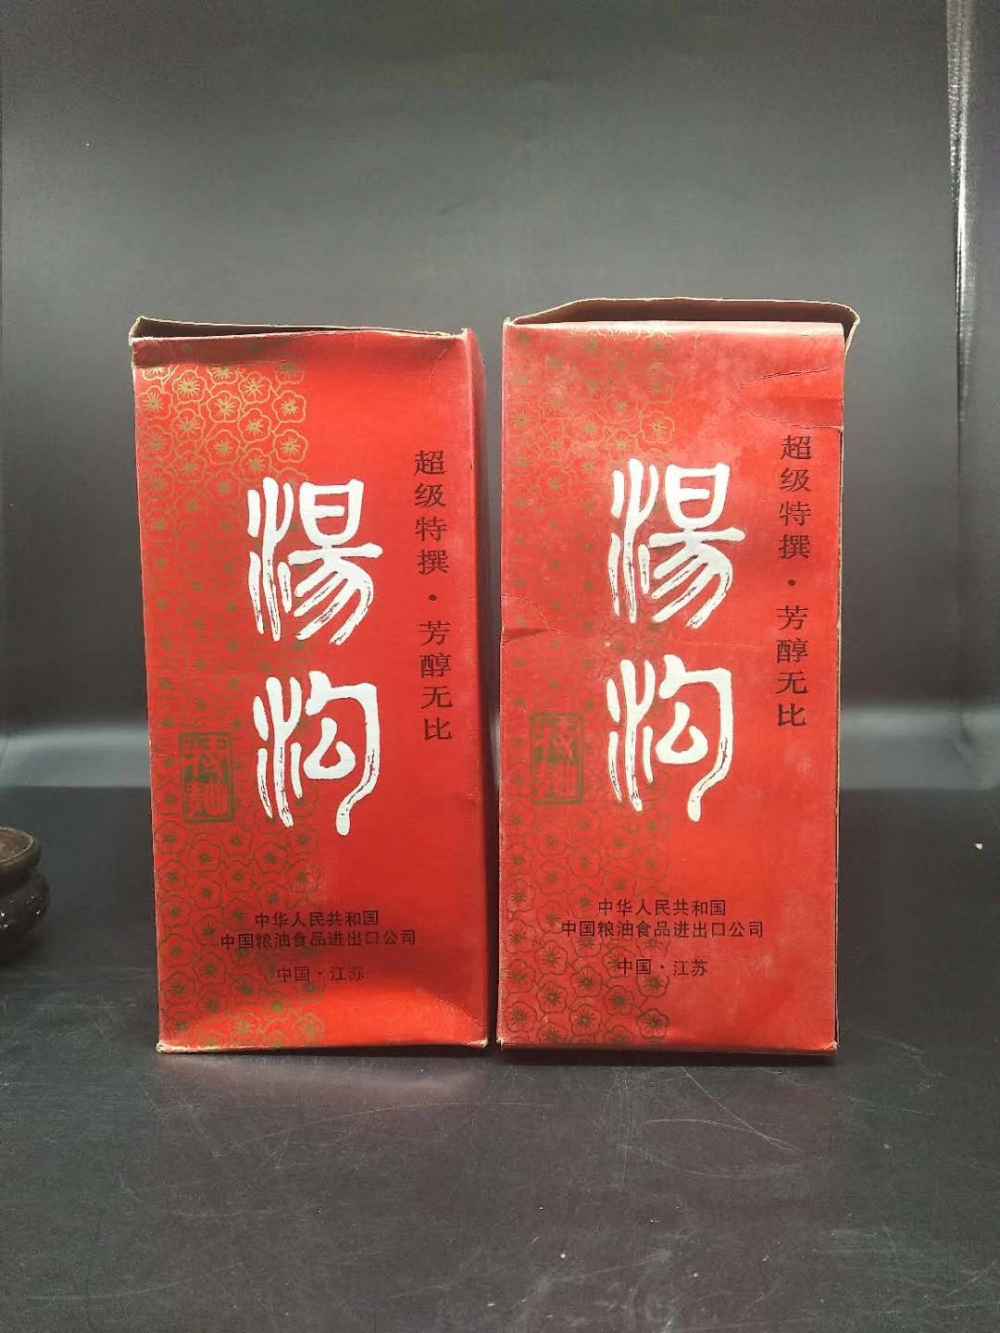 湯沟
超级特撰·芳醇无比
中华人民共和国
中国粮油食品进出口公司
中国·江苏
湯沟
超级特撰·芳醇无比
中华人民共和国
中国粮油食品进出口公司
中国·江苏